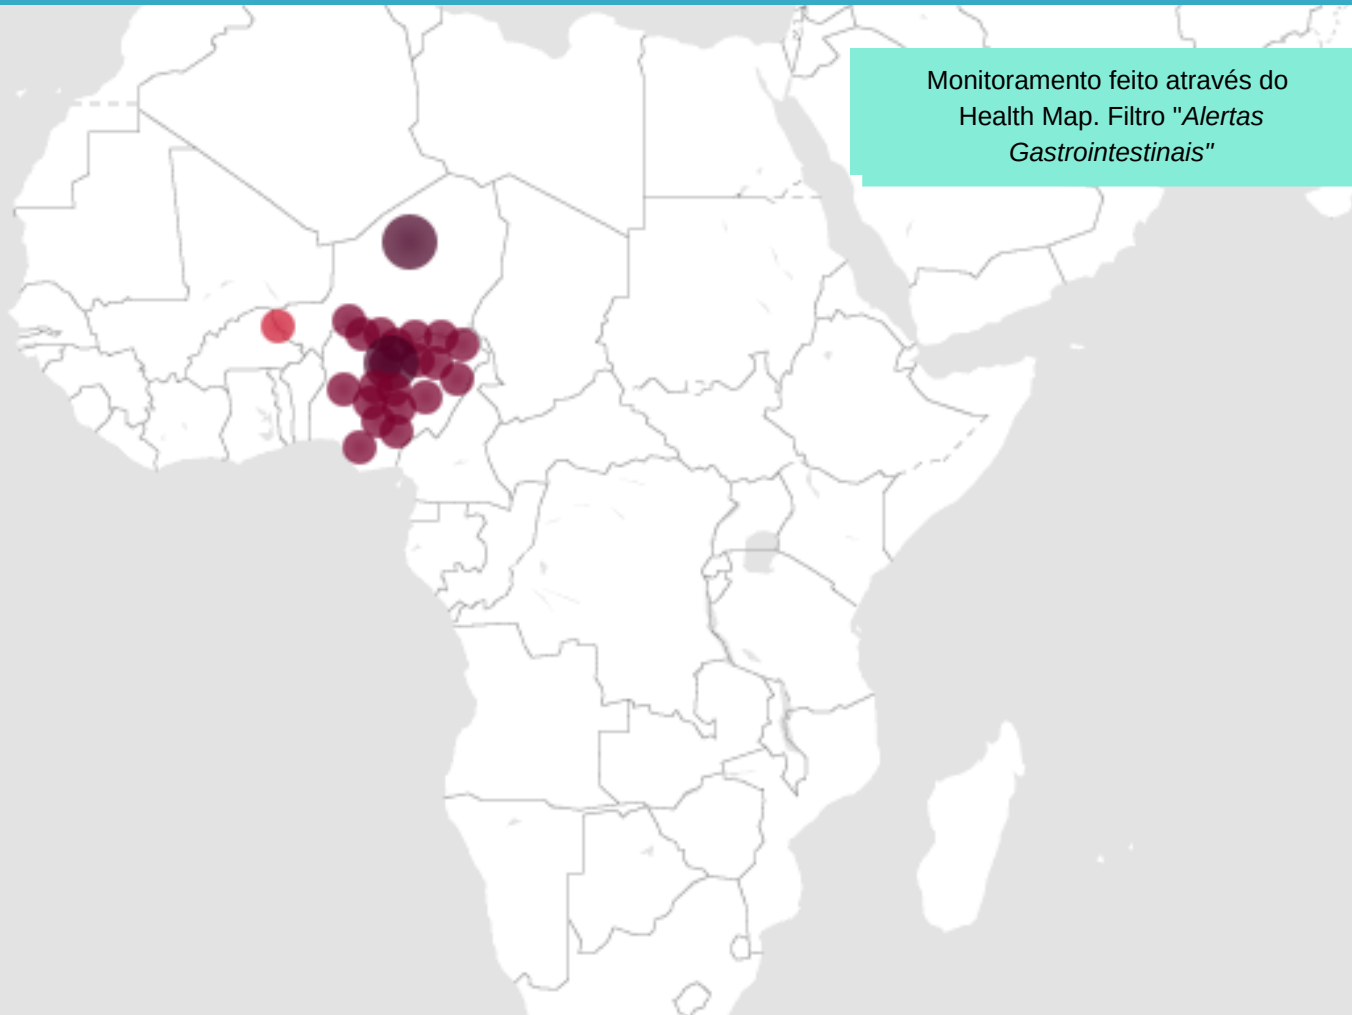 Monitoramento feito através do
Health Map. Filtro "Alertas
Gastrointestinais"